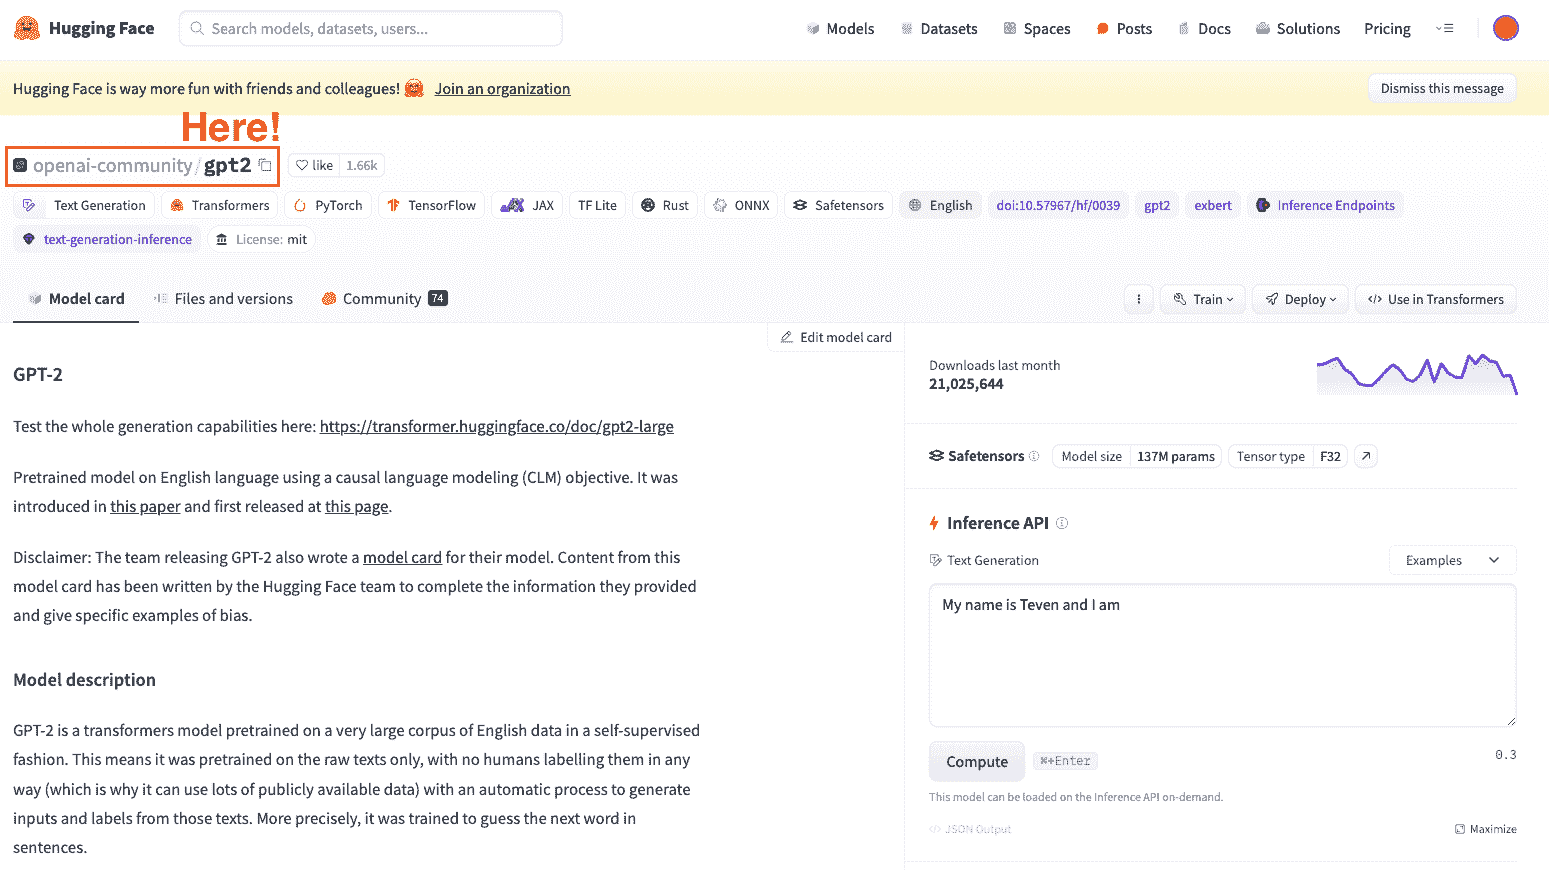 Hugging Face
Search models, datasets, users...
Models
Datasets
Spaces
Posts
Docs
Solutions
Pricing
Hugging Face is way more fun with friends and colleagues! Join an organization
Dismiss this message
Here!
openai-community/gpt2
like 1.66k
Text Generation
Transformers
PyTorch
TensorFlow
JAX
TF Lite
Rust
ONNX
Safetensors
English
doi:10.57967/hf/0039
gpt2
exbert
Inference Endpoints
text-generation-inference
License: mit
Model card
Files and versions
Community 74
Train
Deploy
</> Use in Transformers
Edit model card
GPT-2
Test the whole generation capabilities here: https://transformer.huggingface.co/doc/gpt2-large
Pretrained model on English language using a causal language modeling (CLM) objective. It was
introduced in this paper and first released at this page.
Disclaimer: The team releasing GPT-2 also wrote a model card for their model. Content from this
model card has been written by the Hugging Face team to complete the information they provided
and give specific examples of bias.
Model description
GPT-2 is a transformers model pretrained on a very large corpus of English data in a self-supervised
fashion. This means it was pretrained on the raw texts only, with no humans labelling them in any
way (which is why it can use lots of publicly available data) with an automatic process to generate
inputs and labels from those texts. More precisely, it was trained to guess the next word in
sentences.
Downloads last month
21,025,644
Safetensors
Model size 137M params
Tensor type F32
Inference API
Text Generation
Examples
My name is Teven and I am
Compute
⌘+Enter
0.3
This model can be loaded on the Inference API on-demand.
</> JSON Output
Maximize